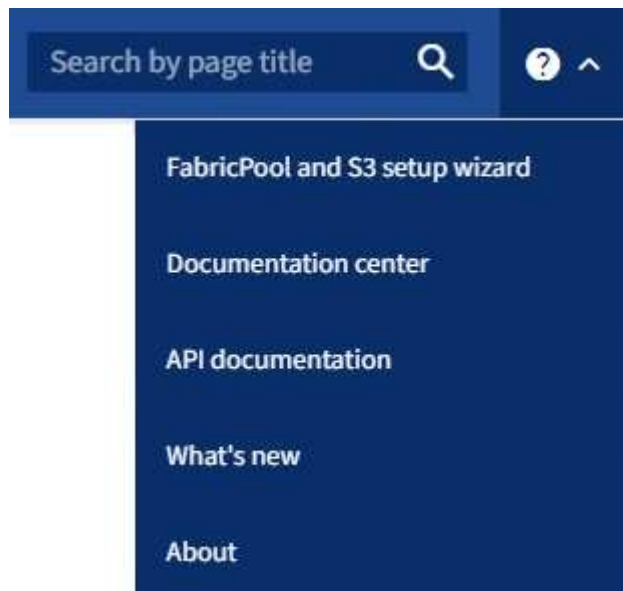 Search by page title
FabricPool and S3 setup wizard
Documentation center
API documentation
What's new
About